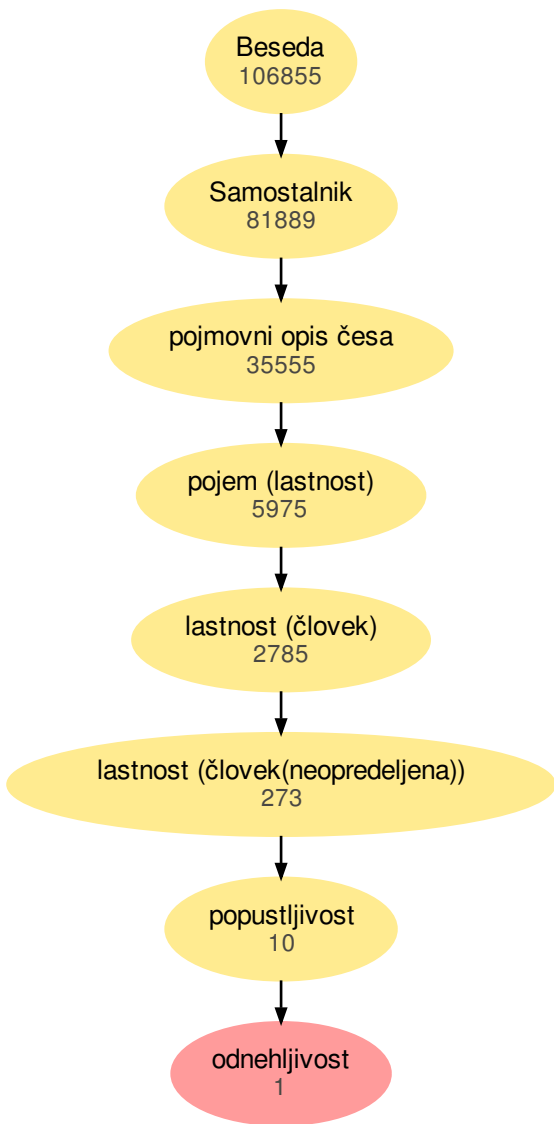 Beseda
106855
Samostalnik
81889
pojmovni opis česa
35555
pojem (lastnost)
5975
lastnost (človek)
2785
lastnost (človek(neopredeljena))
273
popustljivost
10
odnehljivost
1